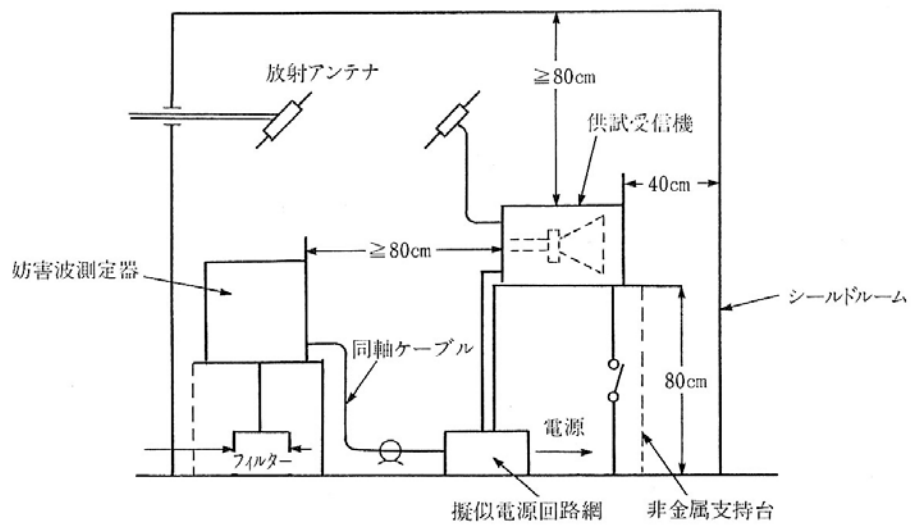 放射アンテナ
≧80cm
供試受信機
40cm
≧80cm
妨害波測定器
シールドルーム
同軸ケーブル
80cm
電源
フィルター
擬似電源回路網
非金属支持台